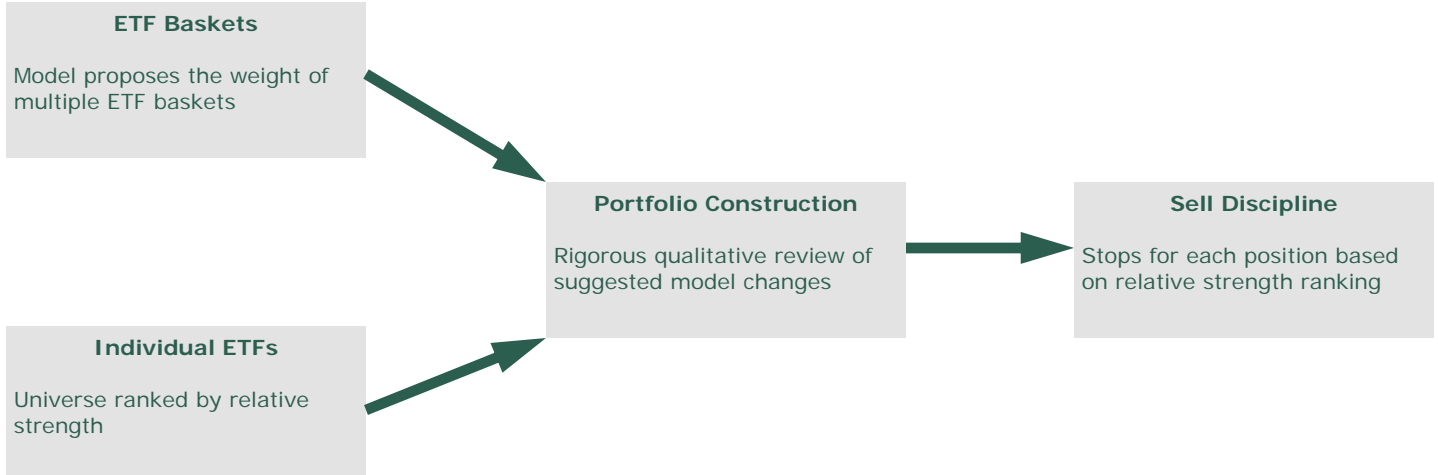 ETF Baskets
Model proposes the weight of
multiple ETF baskets
Portfolio Construction
Rigorous qualitative review of
suggested model changes
Sell Discipline
Stops for each position based
on relative strength ranking
Individual ETFs
Universe ranked by relative
strength